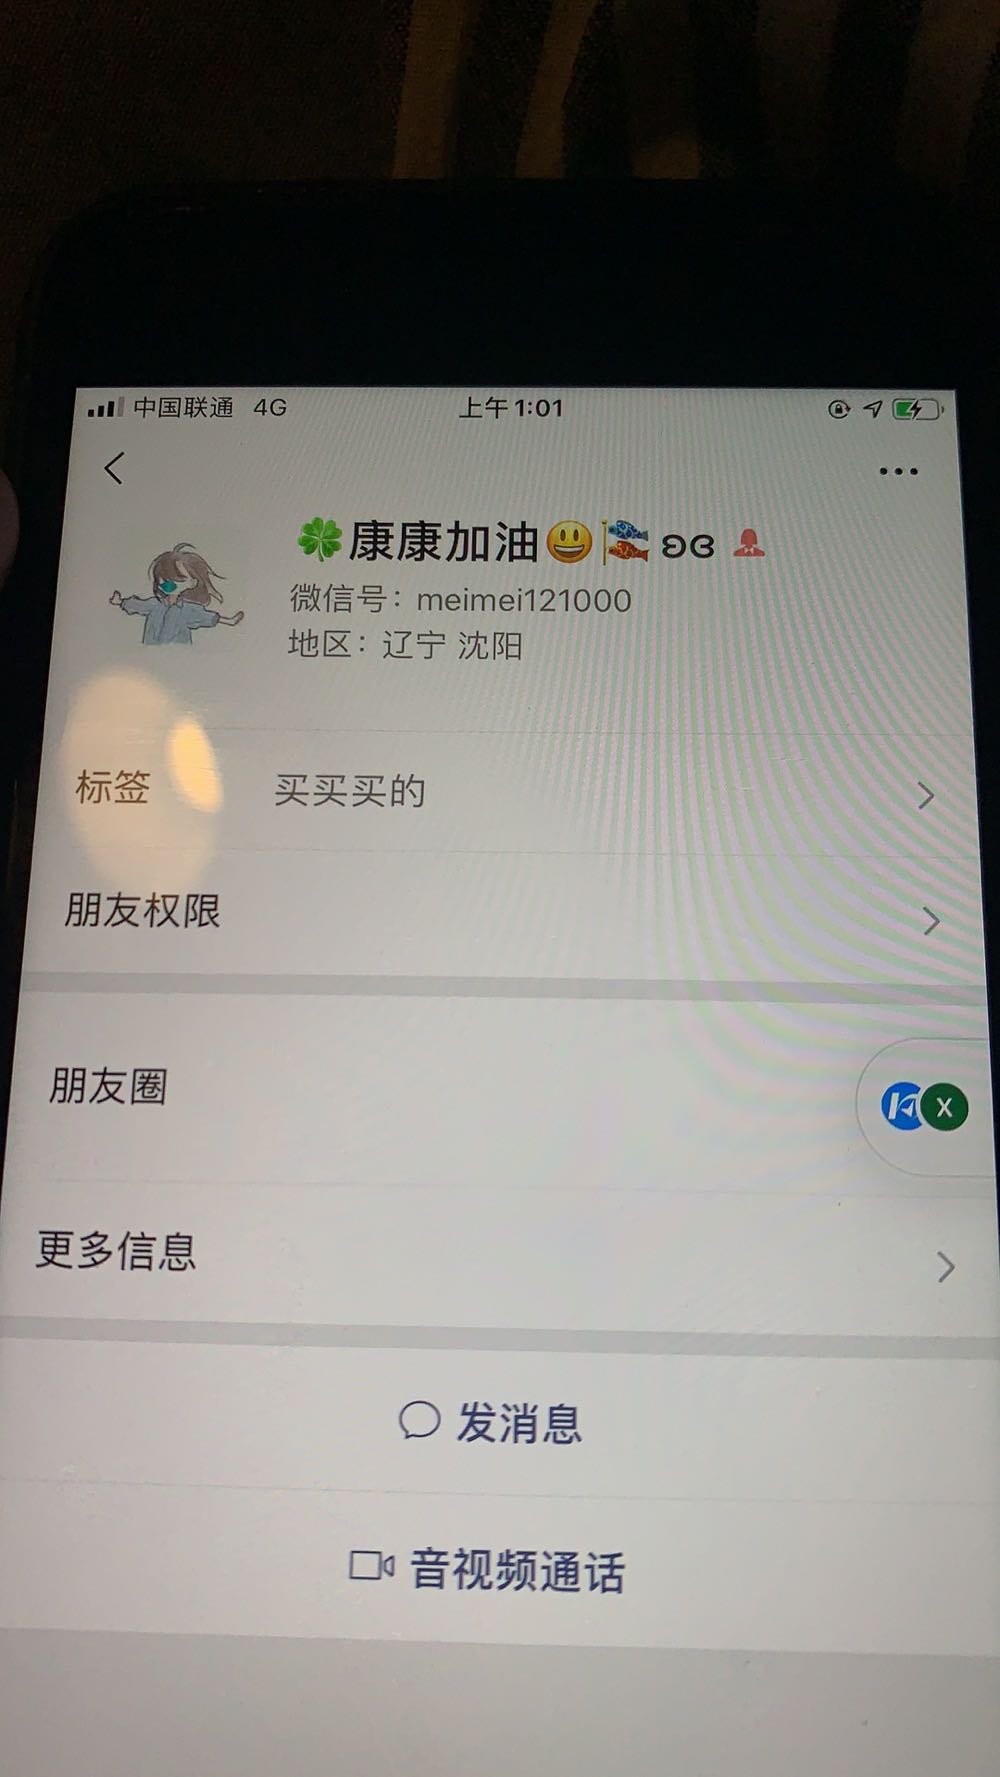 中国联通 4G 上午1:01
🍀康康加油😃🎏ʚɞ
微信号：meimei121000
地区：辽宁 沈阳
标签 买买买的
朋友权限
朋友圈
X
更多信息
发消息
音视频通话